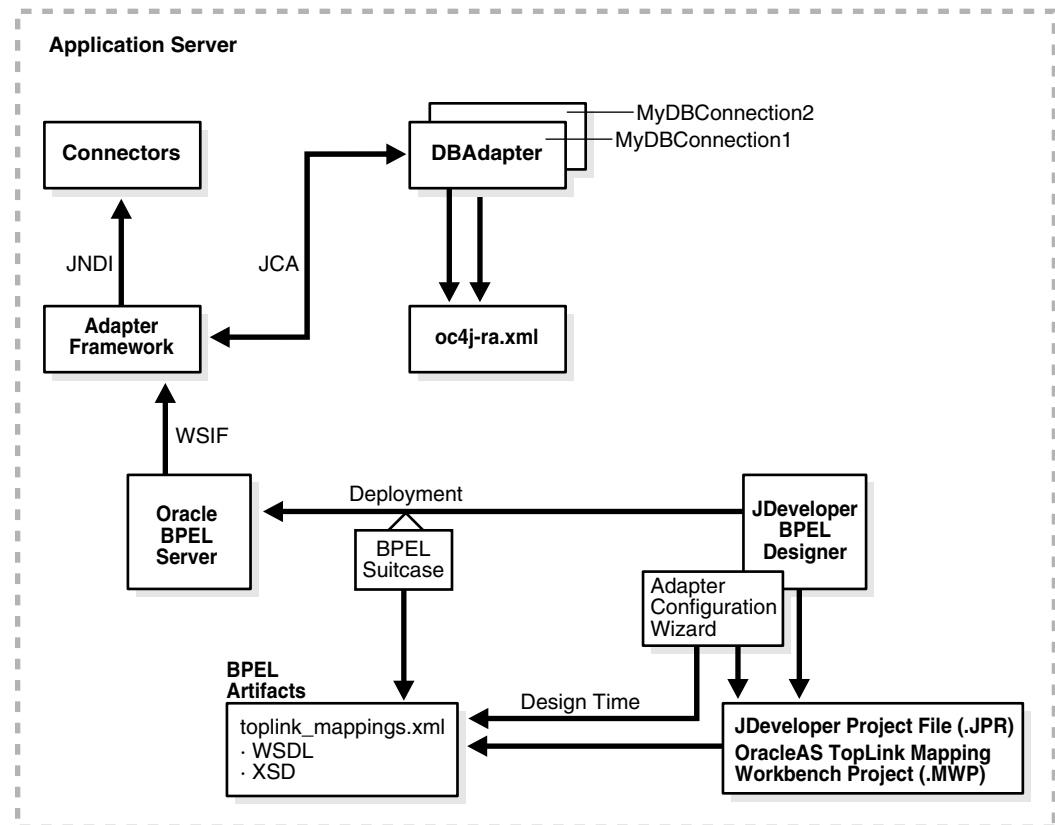 Application Server
MyDBConnection2
MyDBConnection1
Connectors
DBAdapter
JNDI
JCA
Adapter
Framework
oc4j-ra.xml
WSIF
Deployment
Oracle
BPEL
Server
BPEL
Suitcase
JDeveloper
BPEL
Designer
Adapter
Configuration
Wizard
BPEL
Artifacts
Design Time
toplink_mappings.xml
· WSDL
· XSD
JDeveloper Project File (.JPR)
OracleAS TopLink Mapping
Workbench Project (.MWP)